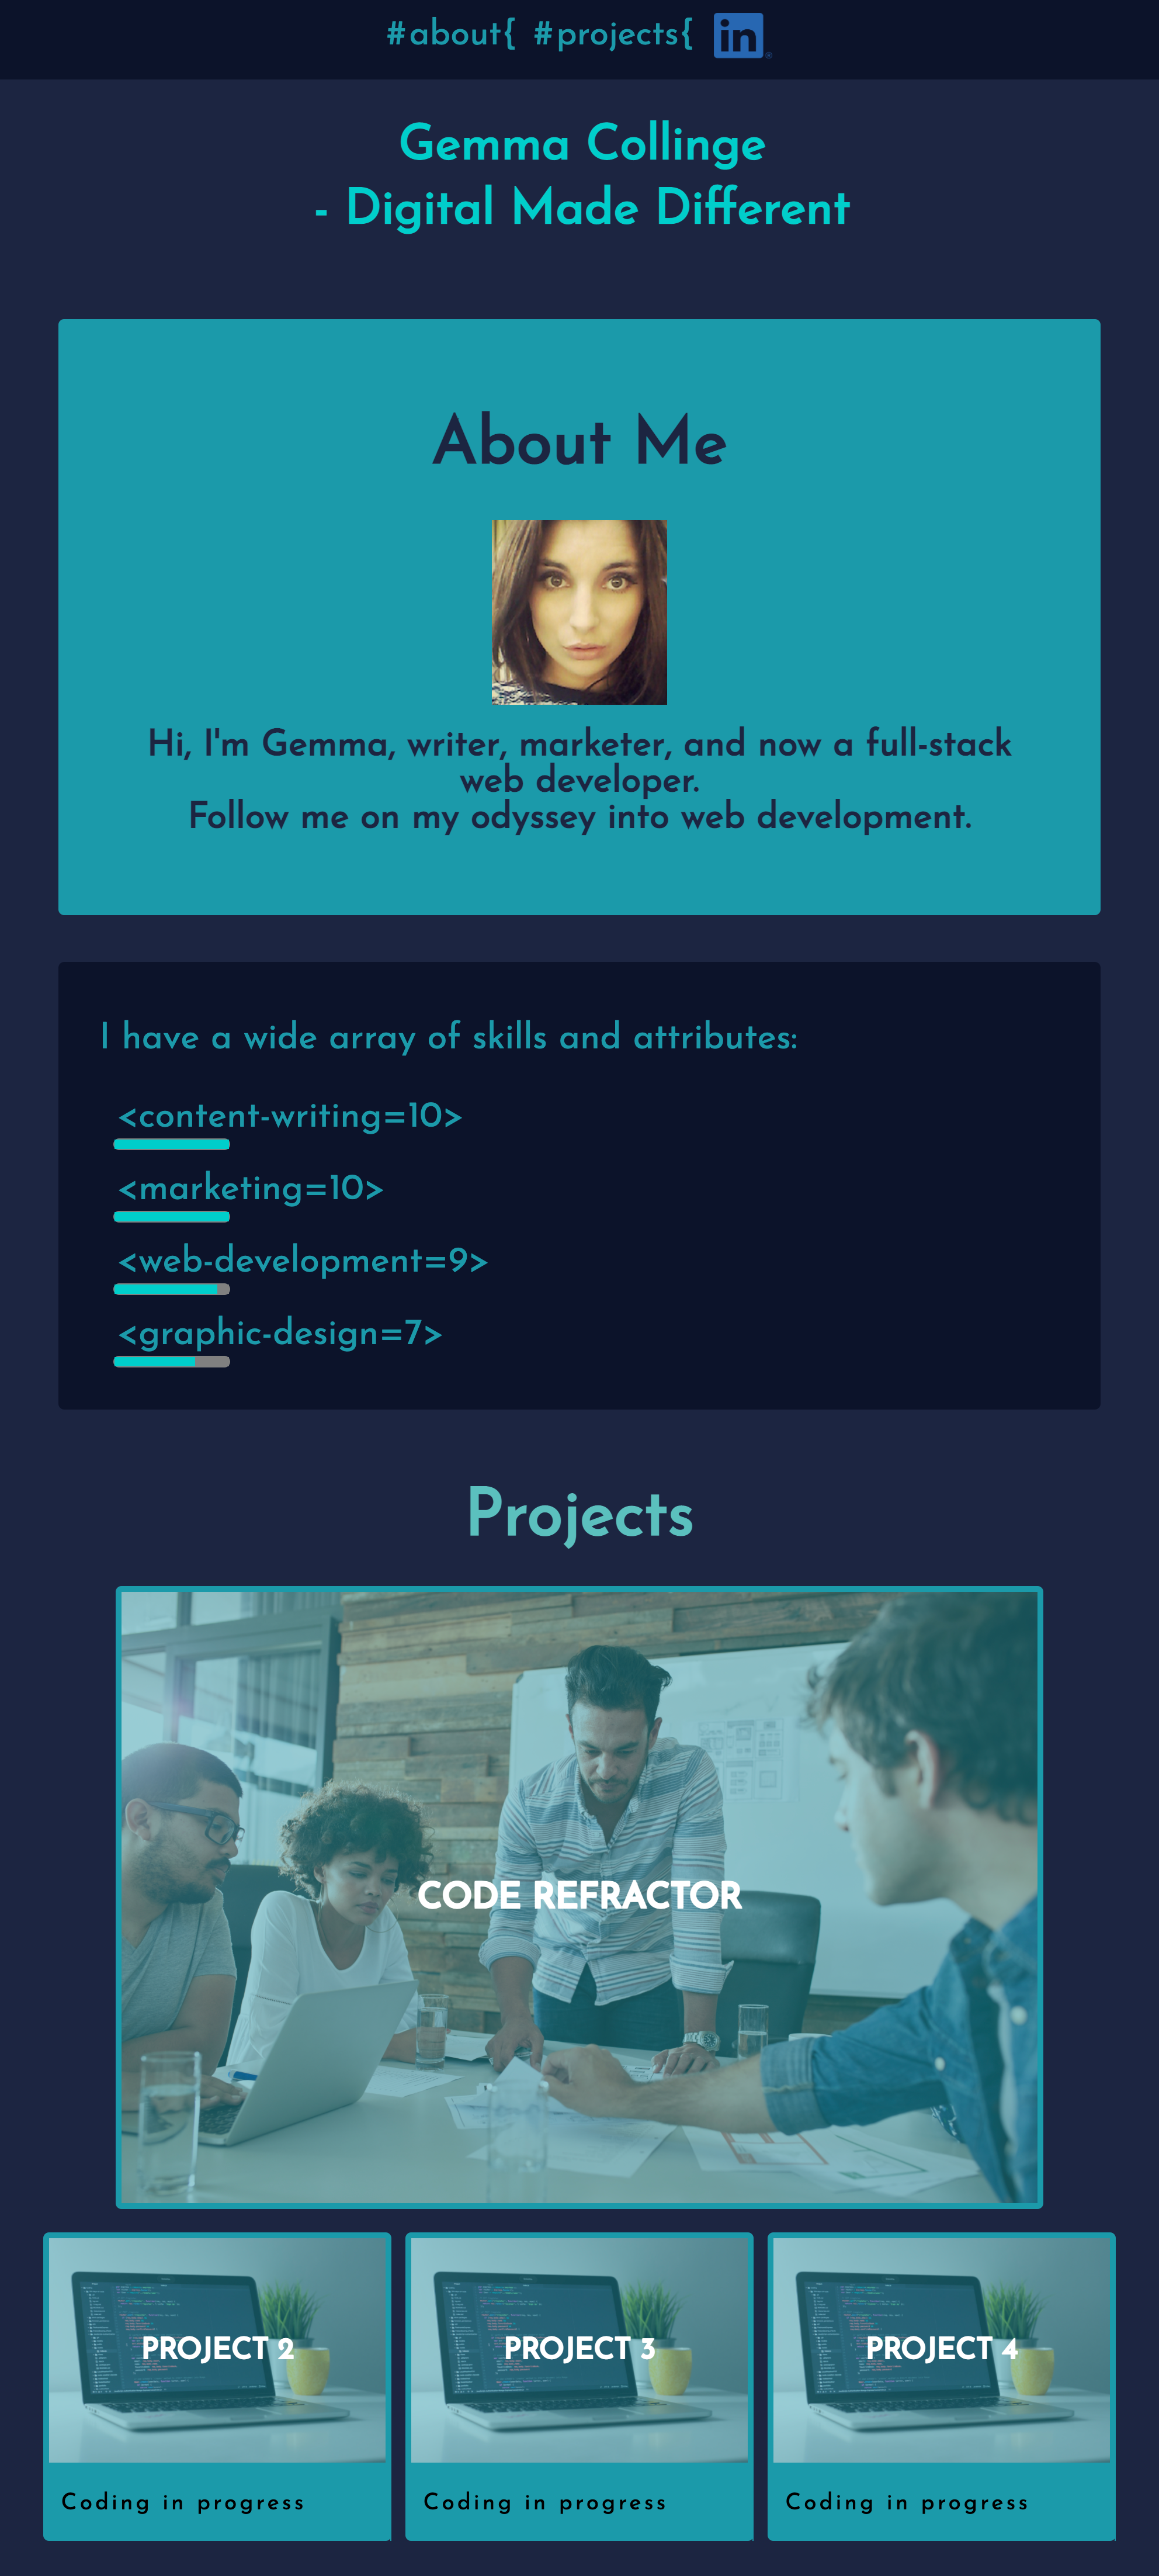 #about{ #projects{ in
Gemma Collinge
- Digital Made Different
About Me
Hi, I'm Gemma, writer, marketer, and now a full-stack
web developer.
Follow me on my odyssey into web development.
I have a wide array of skills and attributes:
<content-writing=10>
<marketing=10>
<web-development=9>
<graphic-design=7>
Projects
CODE REFRACTOR
PROJECT 2 PROJECT 3 PROJECT 4
Coding in progress Coding in progress Coding in progress